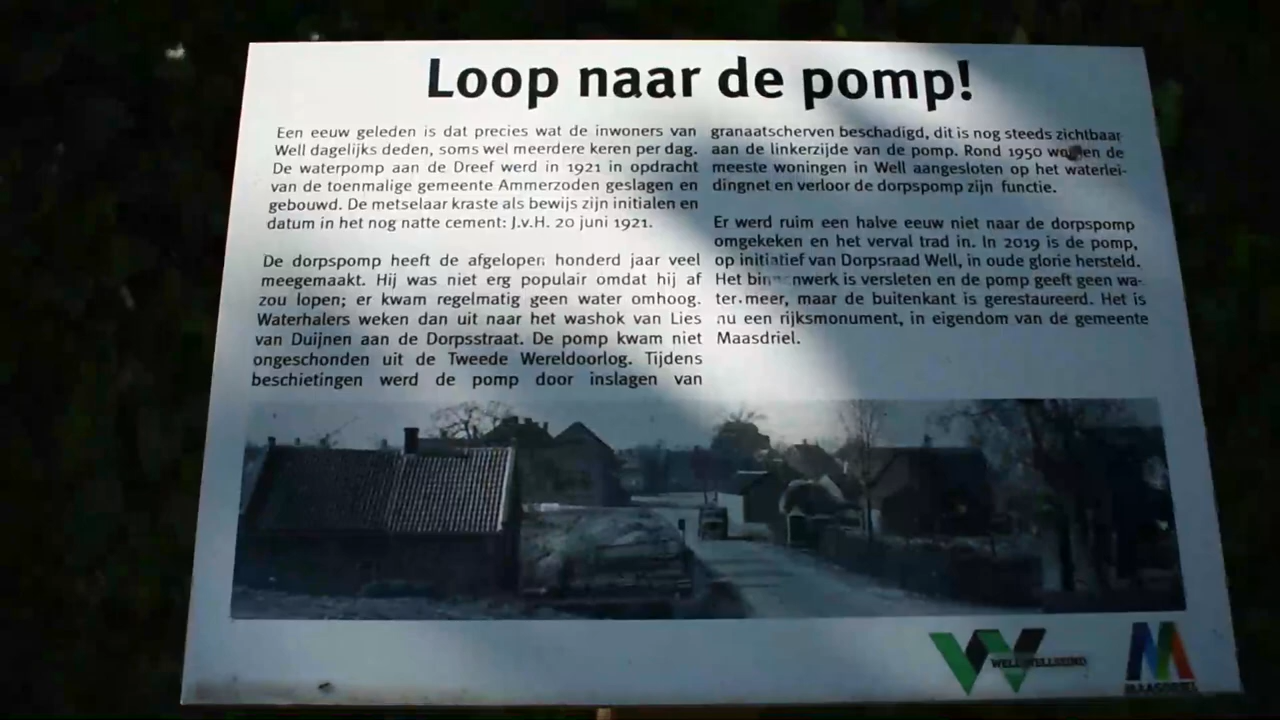 Loop naar de pomp!
Een eeuw geleden is dat precies wat de inwoners van
Well dagelijks deden, soms wel meerdere keren per dag.
De waterpomp aan de Dreef werd in 1921 in opdracht
van de toenmalige gemeente Ammerzoden geslagen en
gebouwd. De metselaar kraste als bewijs zijn initialen en
datum in het nog natte cement: J.v.H. 20 juni 1921.
De dorpspomp heeft de afgelopen honderd jaar veel
meegemaakt. Hij was niet erg populair omdat hij af
zou lopen; er kwam regelmatig geen water omhoog.
Waterhalers weken dan uit naar het washok van Lies
van Duijnen aan de Dorpsstraat. De pomp kwam niet
ongeschonden uit de Tweede Wereldoorlog. Tijdens
beschietingen werd de pomp door inslagen van
granaatscherven beschadigd, dit is nog steeds zichtbaar
aan de linkerzijde van de pomp. Rond 1950 de
meeste woningen in Well aangesloten op het waterlei-
dingnet en verloor de dorpspomp zijn functie.
Er werd ruim een halve eeuw niet naar de dorpspomp
omgekeken en het verval trad in. In 2019 is de pomp,
op initiatief van Dorpsraad Well, in oude glorie hersteld.
Het binnenwerk is versleten en de pomp geeft geen wa-
ter meer, maar de buitenkant is gerestaureerd. Het is
nu een rijksmonument, in eigendom van de gemeente
Maasdriel.
WELL WELLSEIND
MAASDRIEL